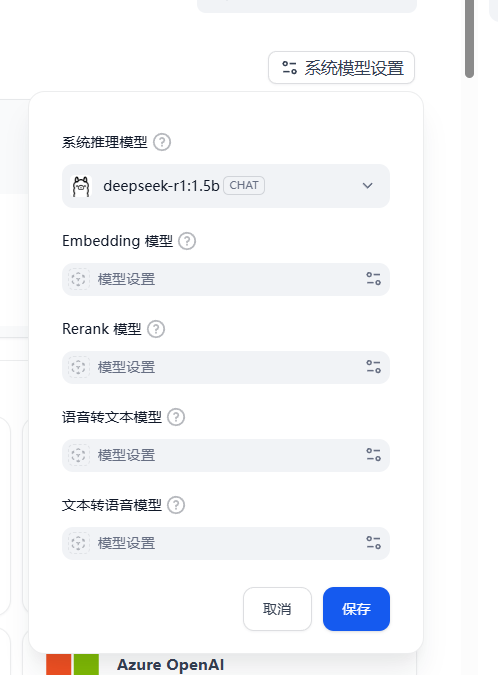 系统模型设置
系统推理模型
deepseek-r1:1.5b CHAT
Embedding 模型
模型设置
Rerank 模型
模型设置
语音转文本模型
模型设置
文本转语音模型
模型设置
取消 保存
Azure OpenAI